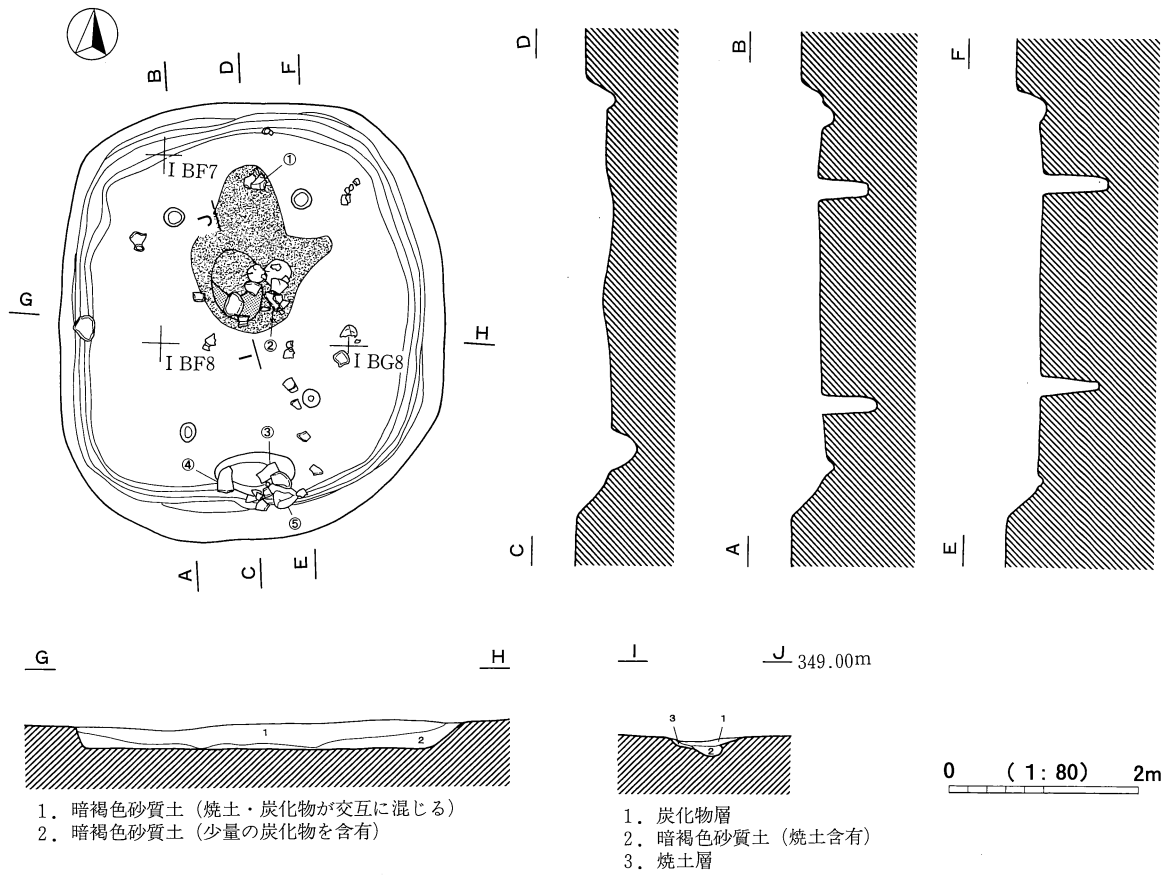 B D F
I BF7
①
J
G
H
I BF8
②
I BG8
I
③
④
⑤
A C E
D
C
B
A
F
E
G H
1
2
1. 暗褐色砂質土（焼土・炭化物が交互に混じる）
2. 暗褐色砂質土（少量の炭化物を含有）
I J 349.00m
3 1
2
1. 炭化物層
2. 暗褐色砂質土（焼土含有）
3. 焼土層
0 (1:80) 2m